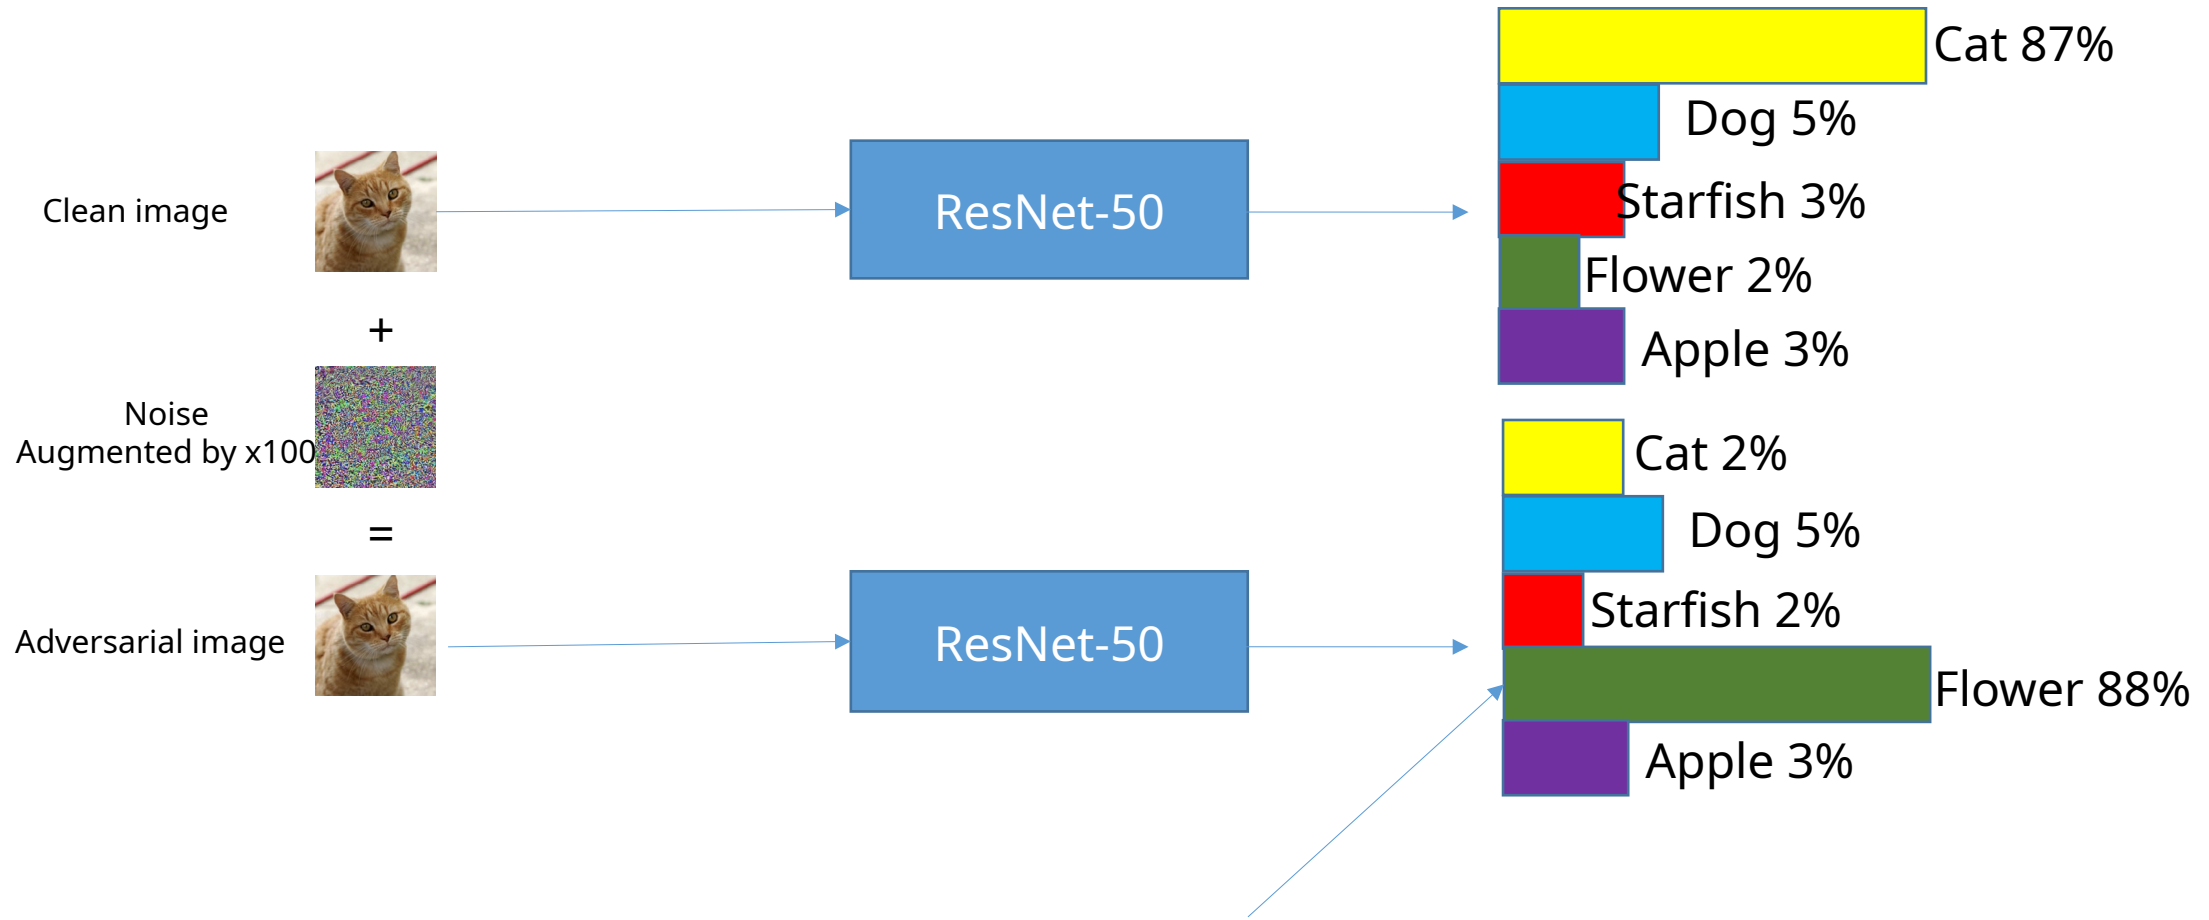 Clean image
ResNet-50
Cat 87%
Dog 5%
Starfish 3%
Flower 2%
Apple 3%
+
Noise
Augmented by x100
=
Adversarial image
ResNet-50
Cat 2%
Dog 5%
Starfish 2%
Flower 88%
Apple 3%